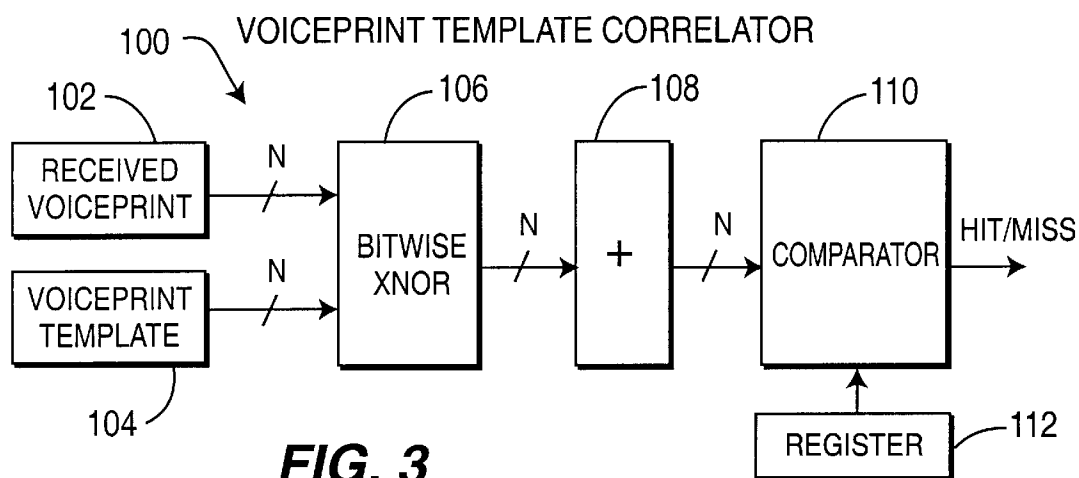 VOICEPRINT TEMPLATE CORRELATOR
100
102
106
108
110
RECEIVED
VOICEPRINT
N
BITWISE
XNOR
N
+
N
COMPARATOR
HIT/MISS
VOICEPRINT
TEMPLATE
N
104
REGISTER
112
FIG. 3